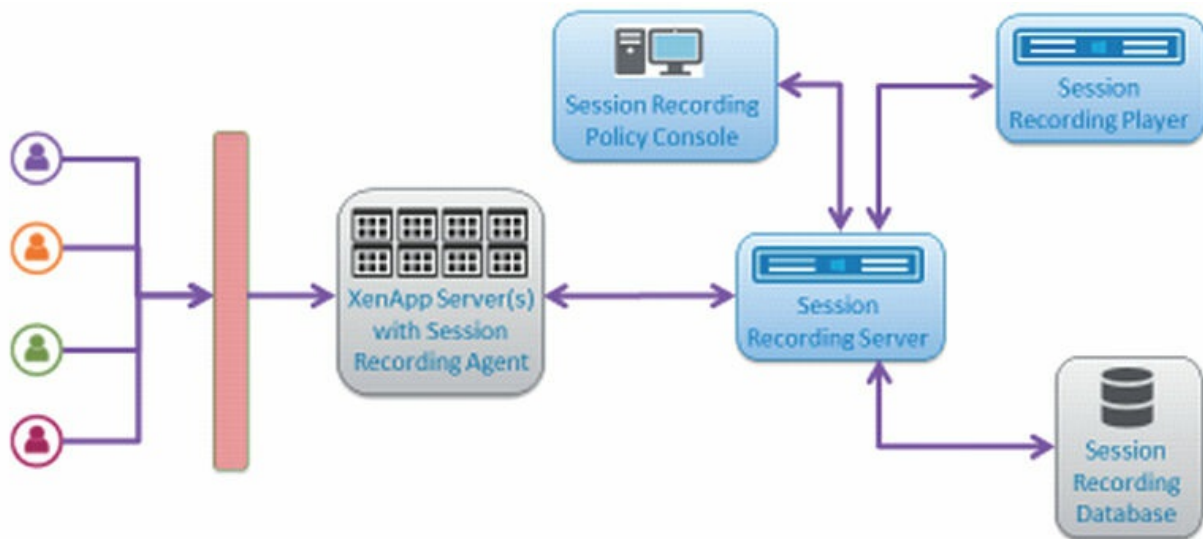 Session Recording
Policy Console
Session
Recording Player
XenApp Server(s)
with Session
Recording Agent
Session
Recording Server
Session
Recording
Database